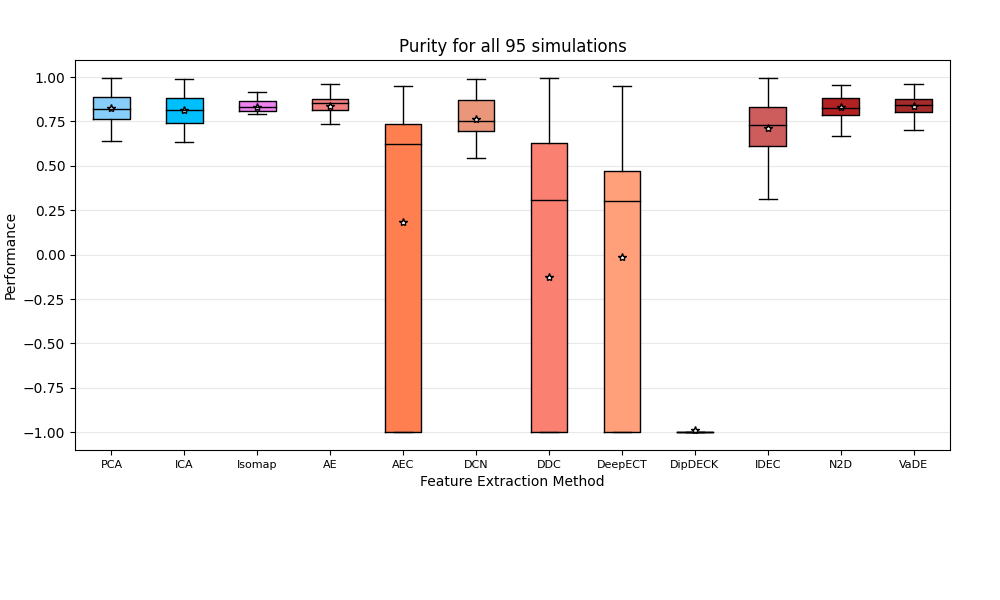 Purity for all 95 simulations
Performance
1.00
0.75
0.50
0.25
0.00
−0.25
−0.50
−0.75
−1.00
PCA ICA Isomap AE AEC DCN DDC DeepECT DipDECK IDEC N2D VaDE
Feature Extraction Method